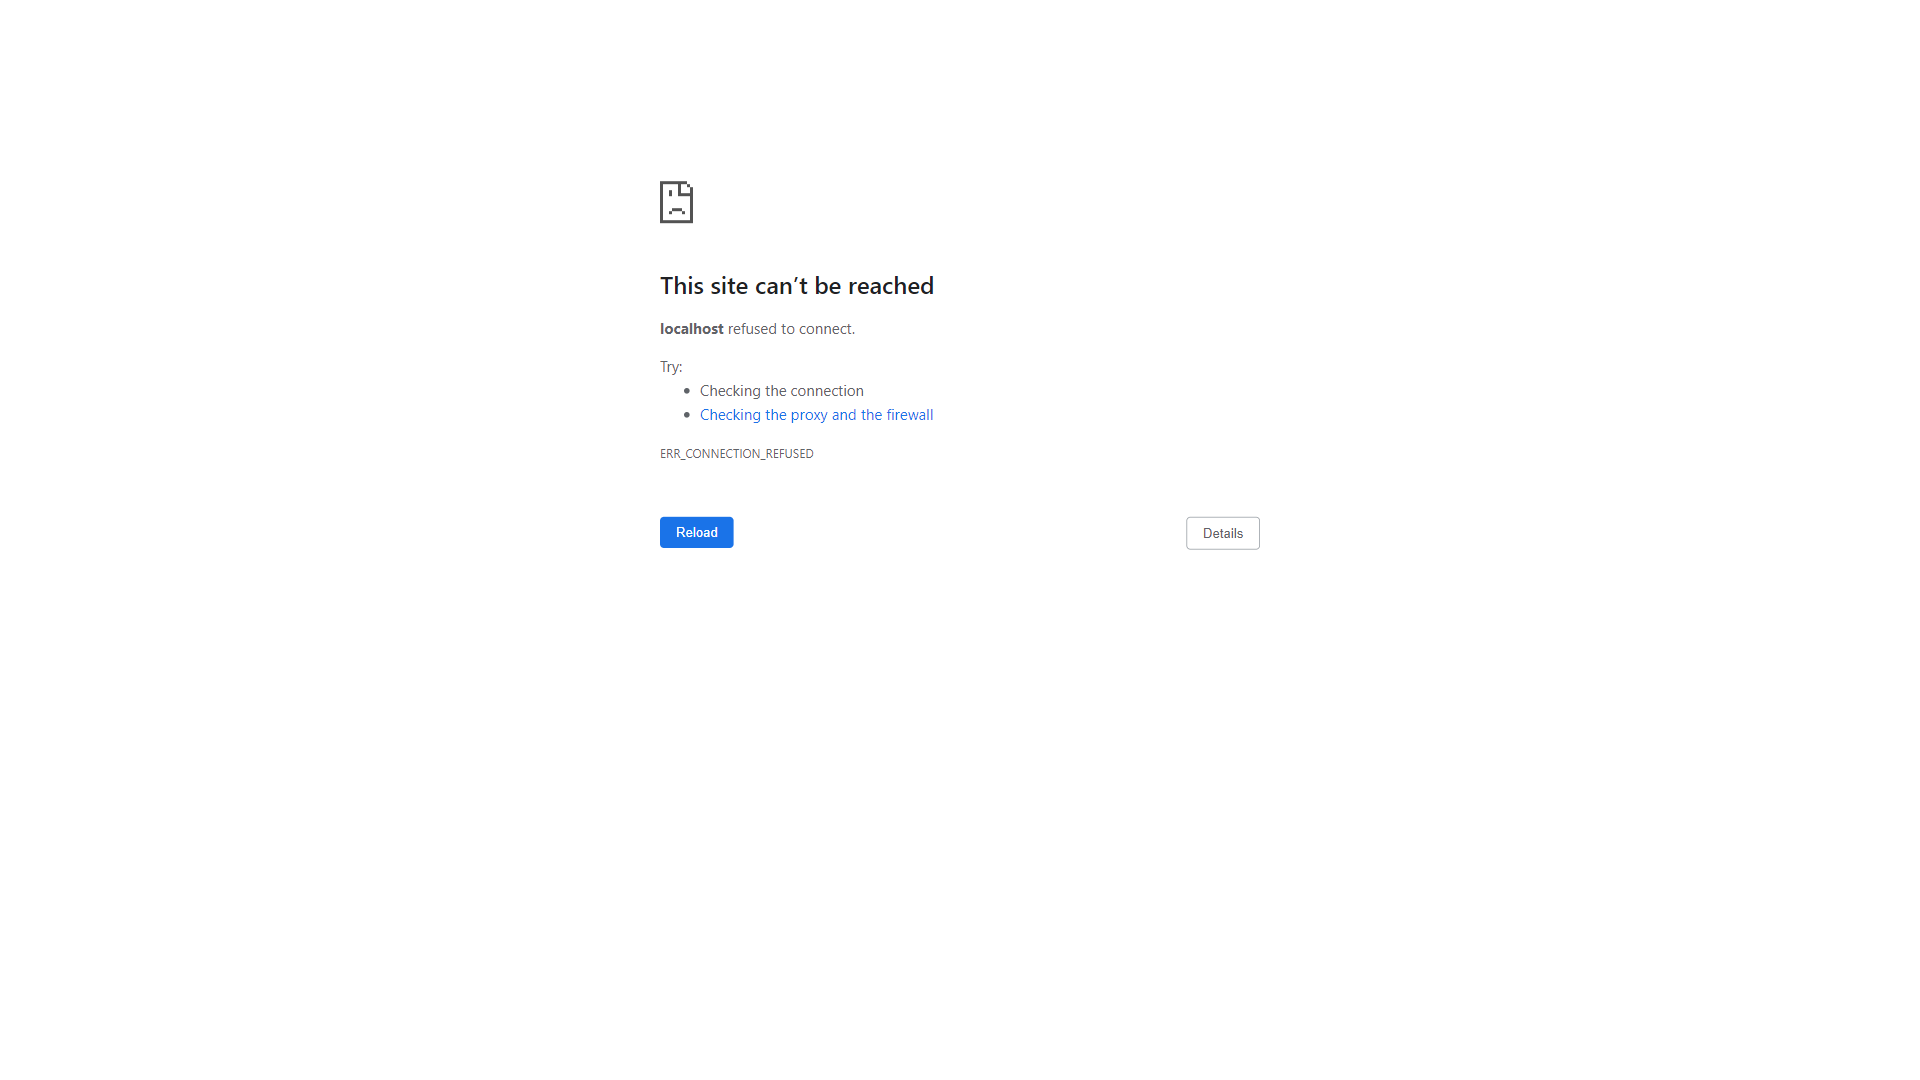 This site can’t be reached
localhost refused to connect.
Try:
Checking the connection
Checking the proxy and the firewall
ERR_CONNECTION_REFUSED
Reload
Details